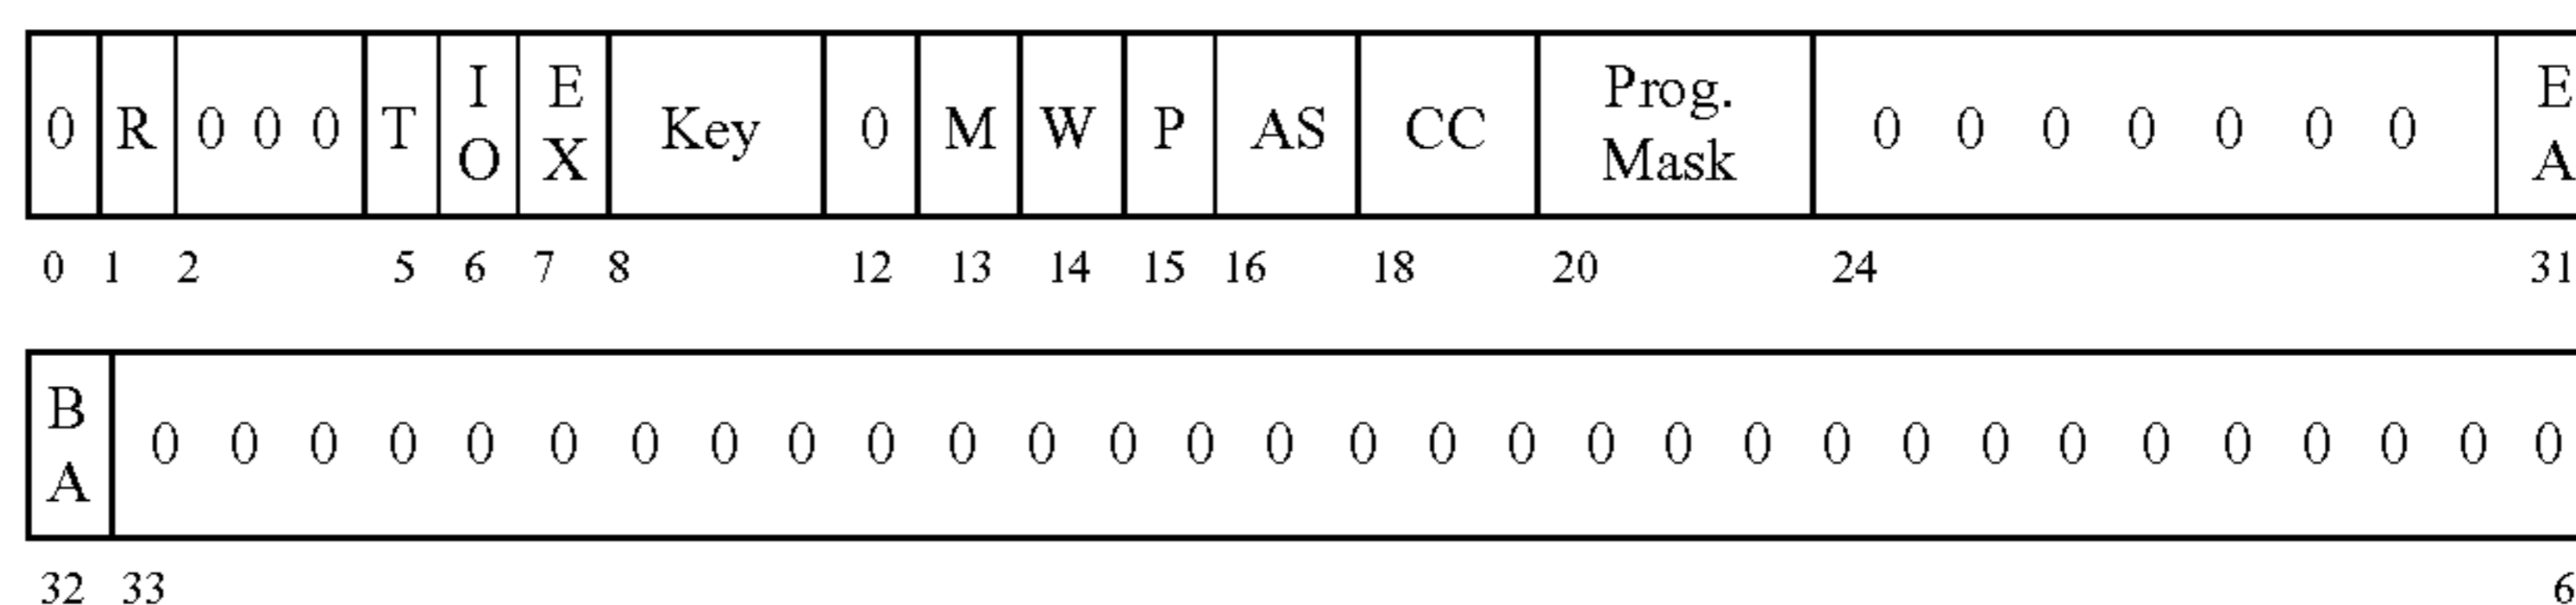 I E Prog. E
0 R 0 0 0 T Key 0 M W P AS CC 0 0 0 0 0 0 0
O X Mask A
0 1 2 5 6 7 8 12 13 14 15 16 18 20 24 31
B
0 0 0 0 0 0 0 0 0 0 0 0 0 0 0 0 0 0 0 0 0 0 0 0 0 0 0 0 0 0 0
A
32 33 6